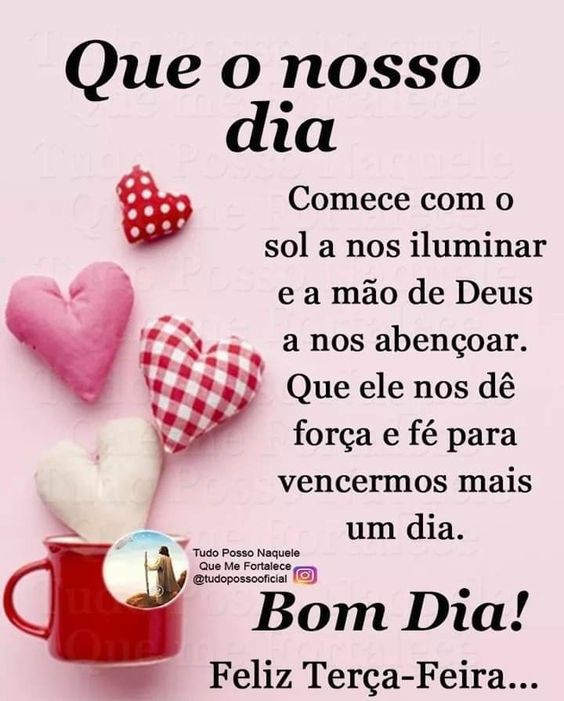 Que o nosso
dia
Comece com o
sol a nos iluminar
e a mão de Deus
a nos abençoar.
Que ele nos dê
força e fé para
vencermos mais
um dia.
Tudo Posso Naquele
Que Me Fortalece
@tudopossooficial
Bom Dia!
Feliz Terça-Feira...